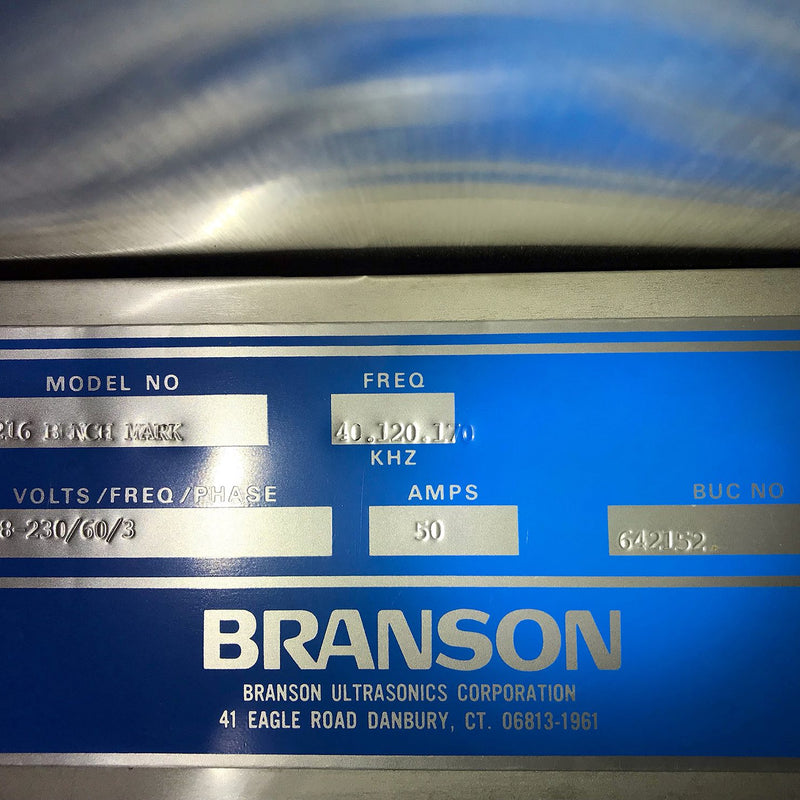 MODEL NO
216 BENCH MARK
FREQ
40.120.170
KHZ
VOLTS/FREQ/PHASE
8-230/60/3
AMPS
50
BUC NO
642152.
BRANSON
BRANSON ULTRASONICS CORPORATION
41 EAGLE ROAD DANBURY, CT. 06813-1961